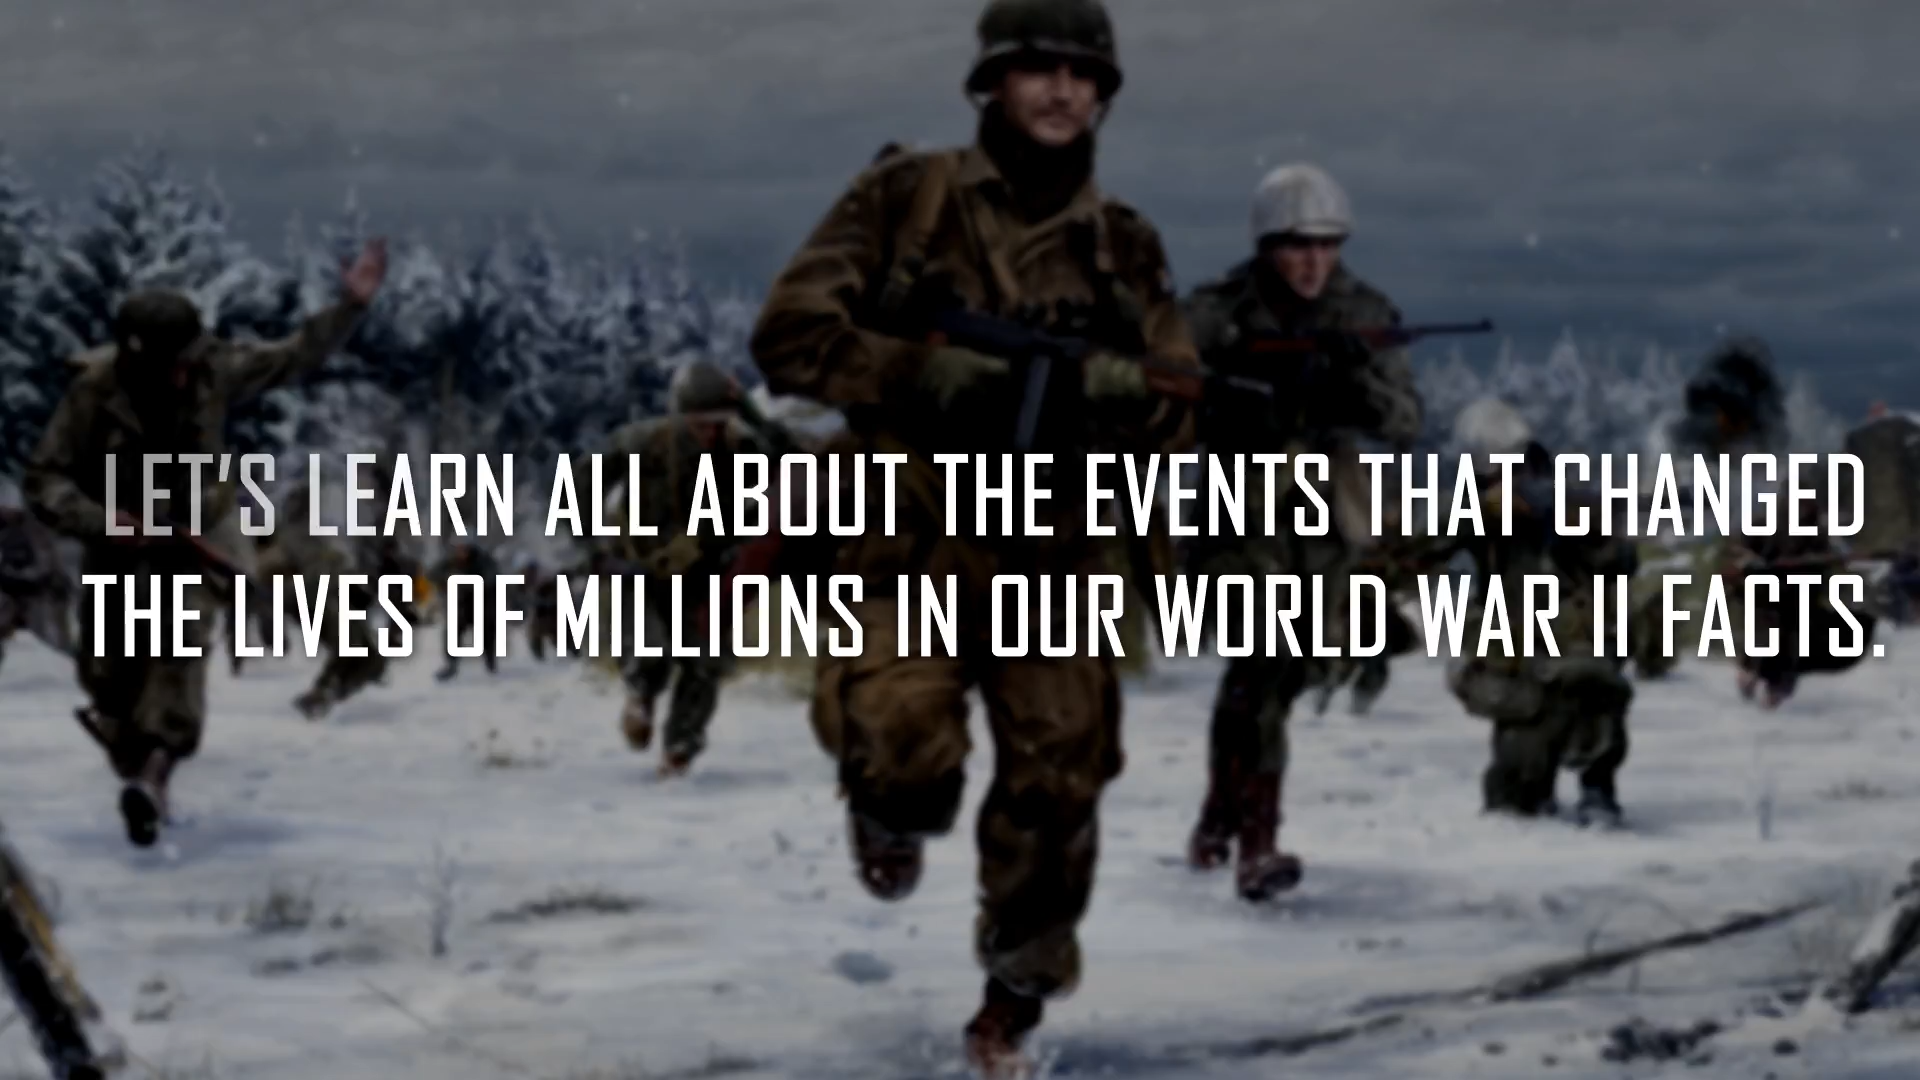 LET'S LEARN ALL ABOUT THE EVENTS THAT CHANGED
THE LIVES OF MILLIONS IN OUR WORLD WAR II FACTS.